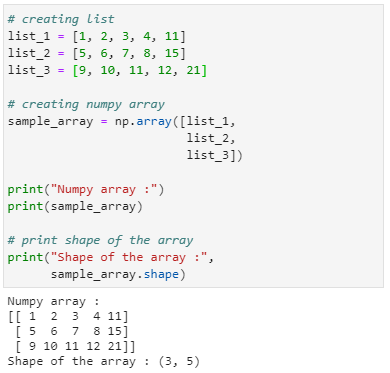 # creating list
list_1 = [1, 2, 3, 4, 11]
list_2 = [5, 6, 7, 8, 15]
list_3 = [9, 10, 11, 12, 21]
# creating numpy array
sample_array = np.array([list_1,
                         list_2,
                         list_3])
print("Numpy array :")
print(sample_array)
# print shape of the array
print("Shape of the array :",
      sample_array.shape)
Numpy array :
[[ 1  2  3  4 11]
 [ 5  6  7  8 15]
 [ 9 10 11 12 21]]
Shape of the array : (3, 5)